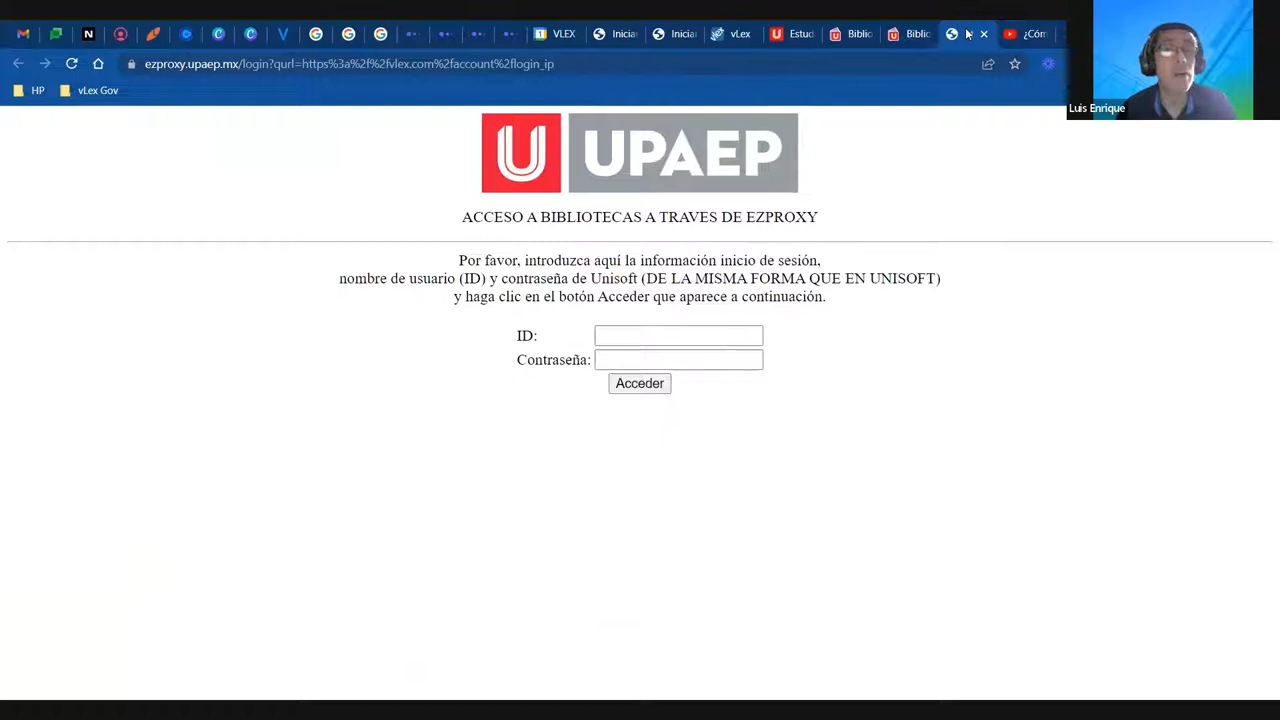 VLEX
Iniciar
Iniciar
vLex
Estud
Biblio
Biblio
¿Cóm
ezproxy.upaep.mx/login?qurl=https%3a%2f%2fvlex.com%2faccount%2flogin_ip
HP
vLex Gov
Luis Enrique
U UPAEP
ACCESO A BIBLIOTECAS A TRAVES DE EZPROXY
Por favor, introduzca aquí la información inicio de sesión,
nombre de usuario (ID) y contraseña de Unisoft (DE LA MISMA FORMA QUE EN UNISOFT)
y haga clic en el botón Acceder que aparece a continuación.
ID:
Contraseña:
Acceder